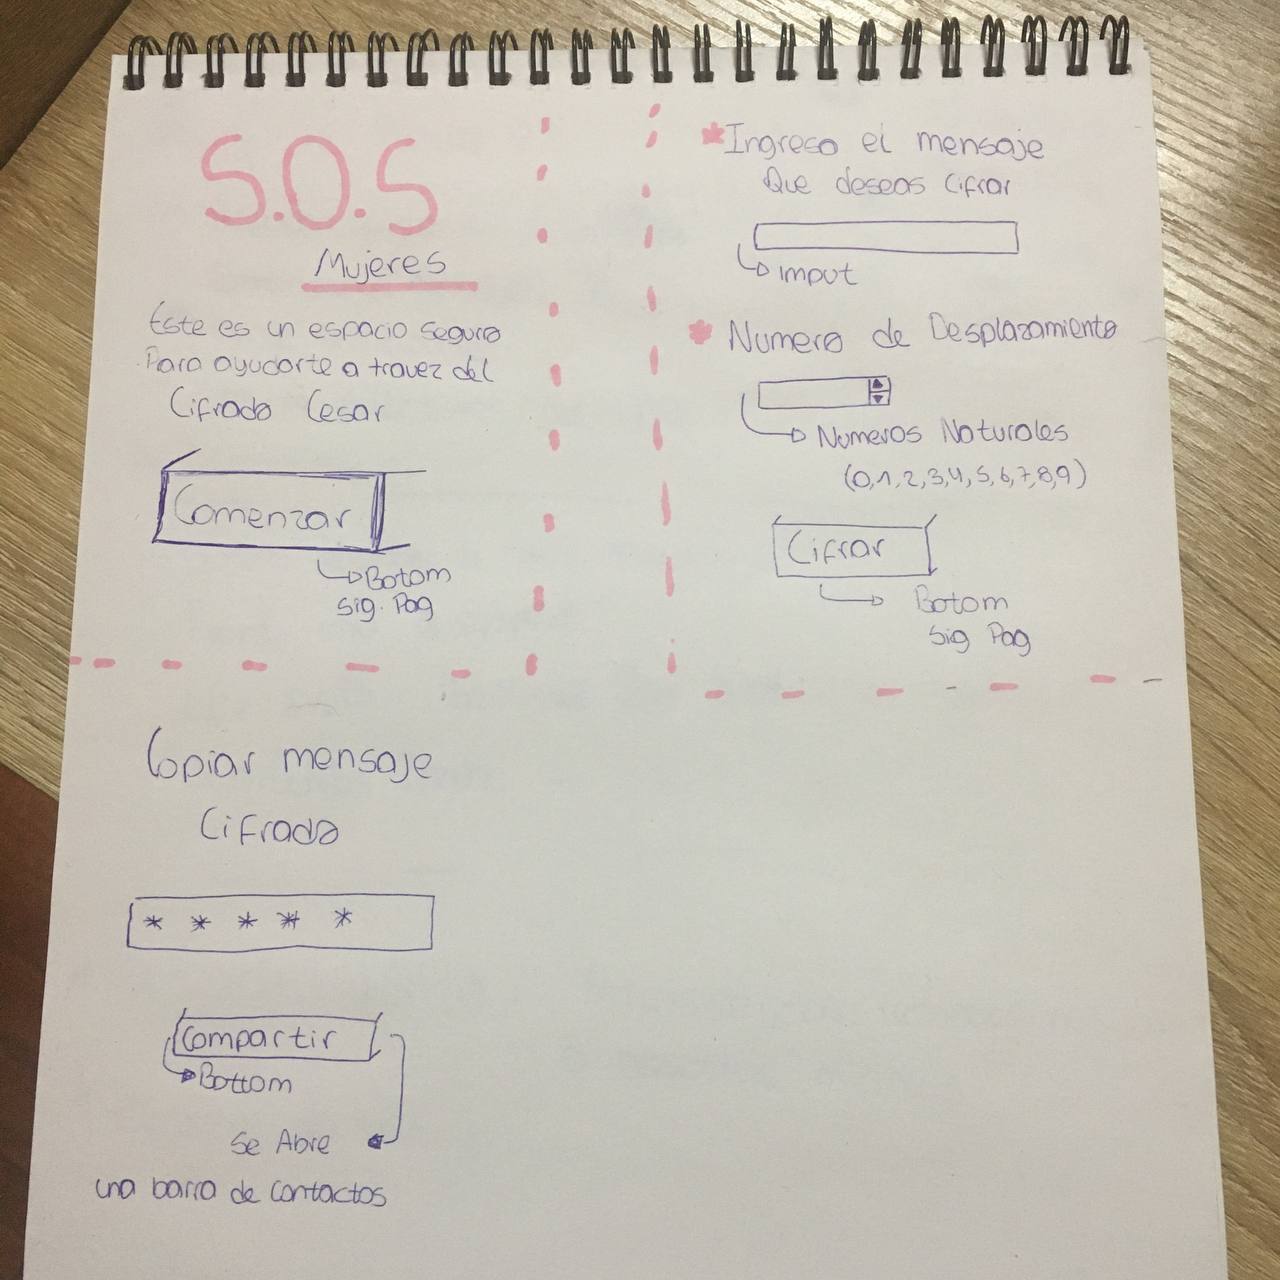 S.O.S
Mujeres
Este es un espacio seguro
Para ayudarte a travez del
Cifrado Cesar
Comenzar
Botom
Sig. Pag
* Ingresa el mensaje
Que deseas Cifrar
Imput
* Numero de Desplazamiento
Numeros Naturales
(0,1,2,3,4,5,6,7,8,9)
Cifrar
Botom
Sig Pag
Copiar mensaje
Cifrado
* * * * *
Compartir
Bottom
Se Abre
una barra de contactos